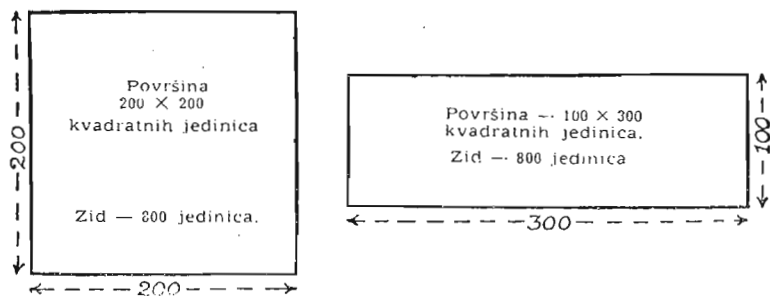 200
Površina
200 × 200
kvadratnih jedinica
Zid — 800 jedinica.
200
Površina — 100 × 300
kvadratnih jedinica.
Zid — 800 jedinica
100
300